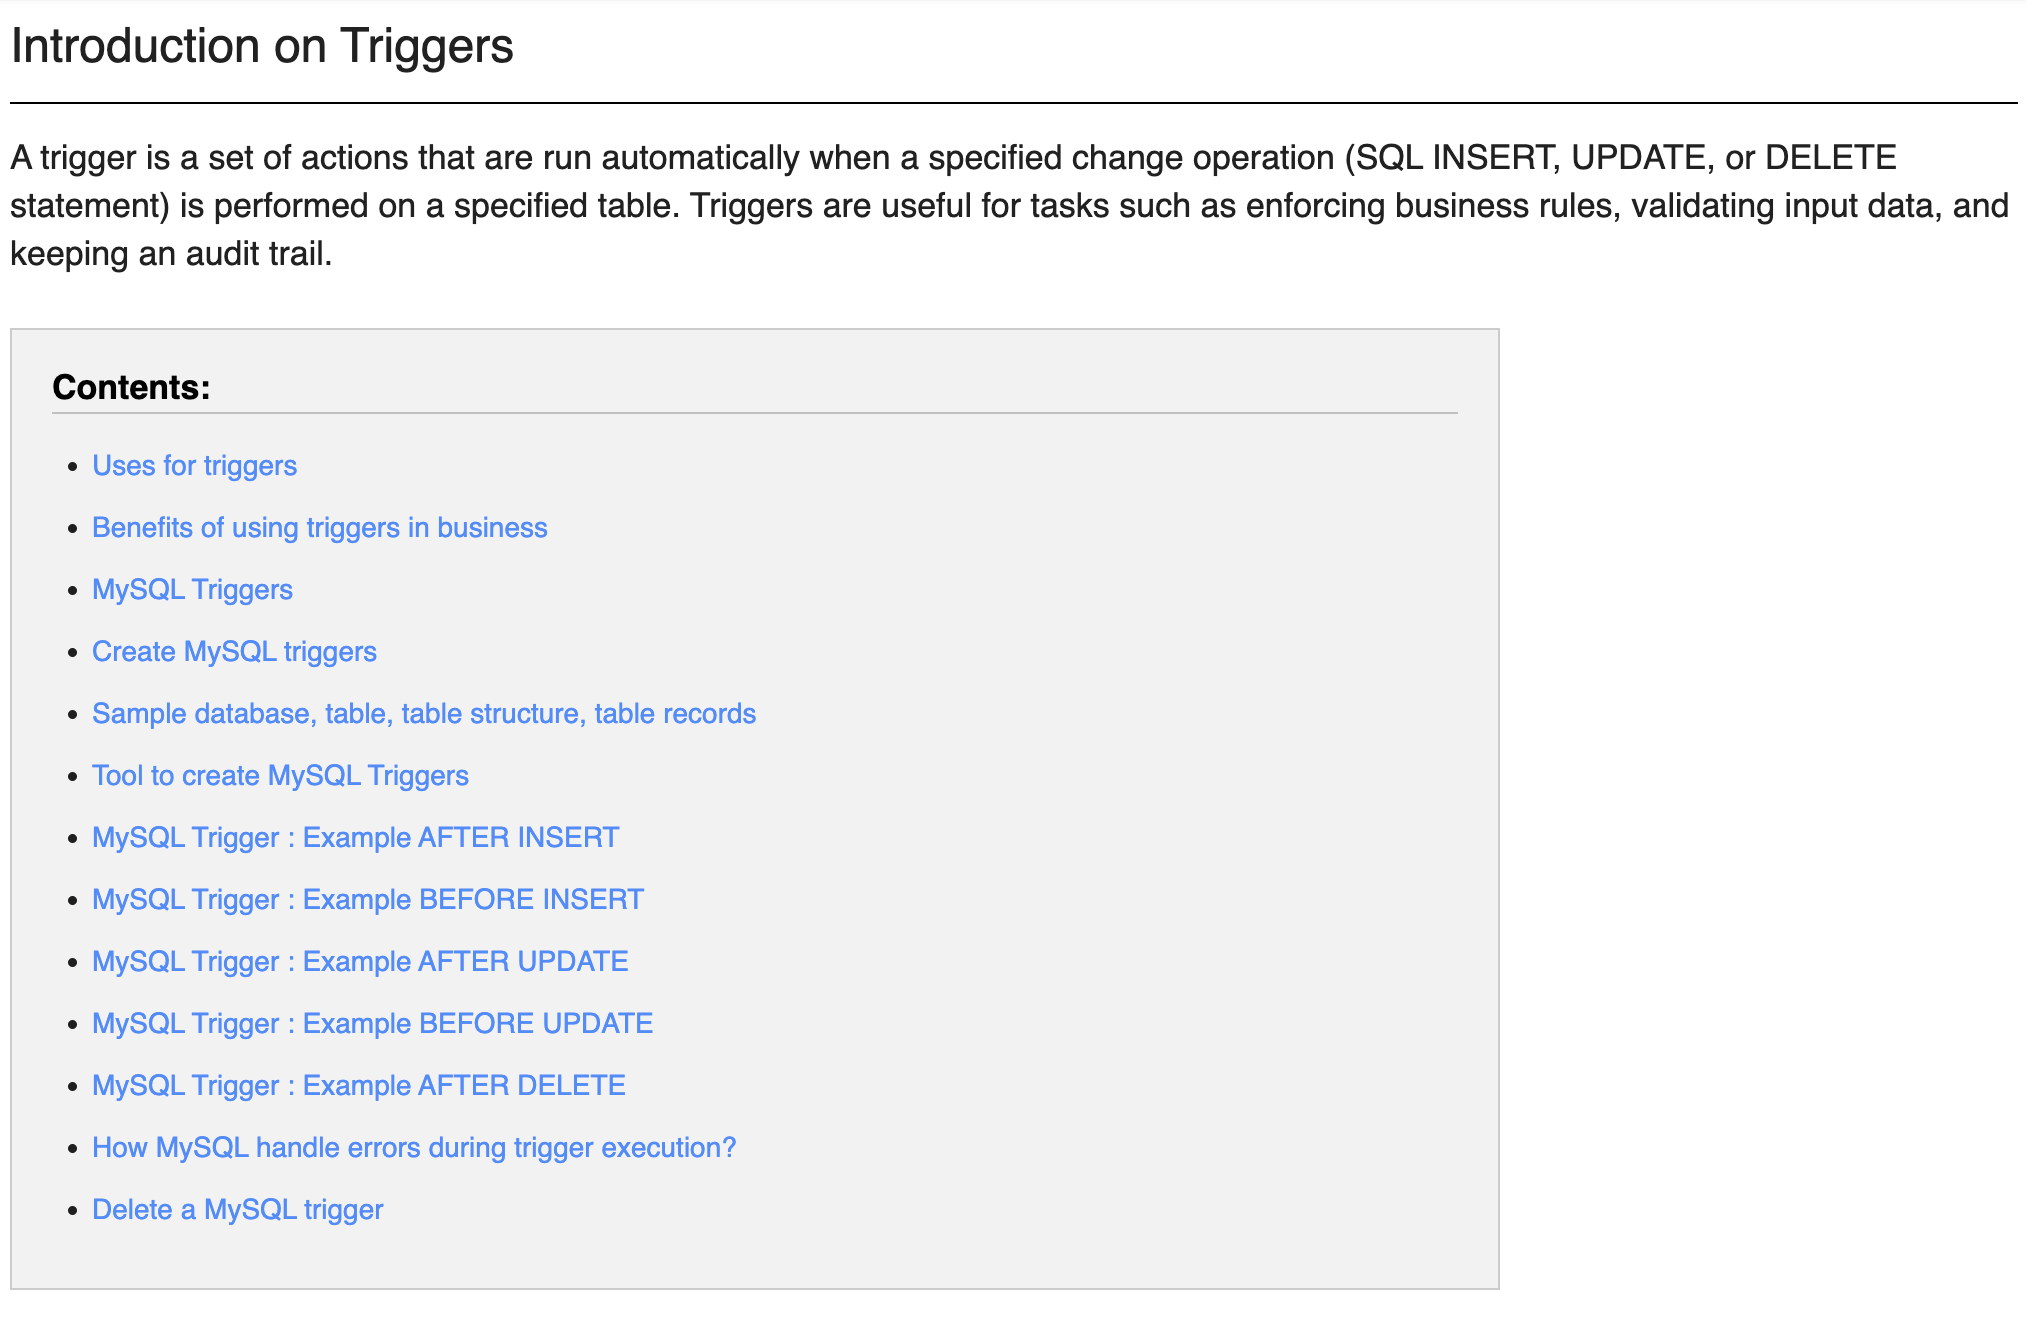 Introduction on Triggers
A trigger is a set of actions that are run automatically when a specified change operation (SQL INSERT, UPDATE, or DELETE
statement) is performed on a specified table. Triggers are useful for tasks such as enforcing business rules, validating input data, and
keeping an audit trail.
Contents:
• Uses for triggers
• Benefits of using triggers in business
• MySQL Triggers
• Create MySQL triggers
• Sample database, table, table structure, table records
• Tool to create MySQL Triggers
• MySQL Trigger : Example AFTER INSERT
• MySQL Trigger : Example BEFORE INSERT
• MySQL Trigger : Example AFTER UPDATE
• MySQL Trigger : Example BEFORE UPDATE
• MySQL Trigger : Example AFTER DELETE
• How MySQL handle errors during trigger execution?
• Delete a MySQL trigger